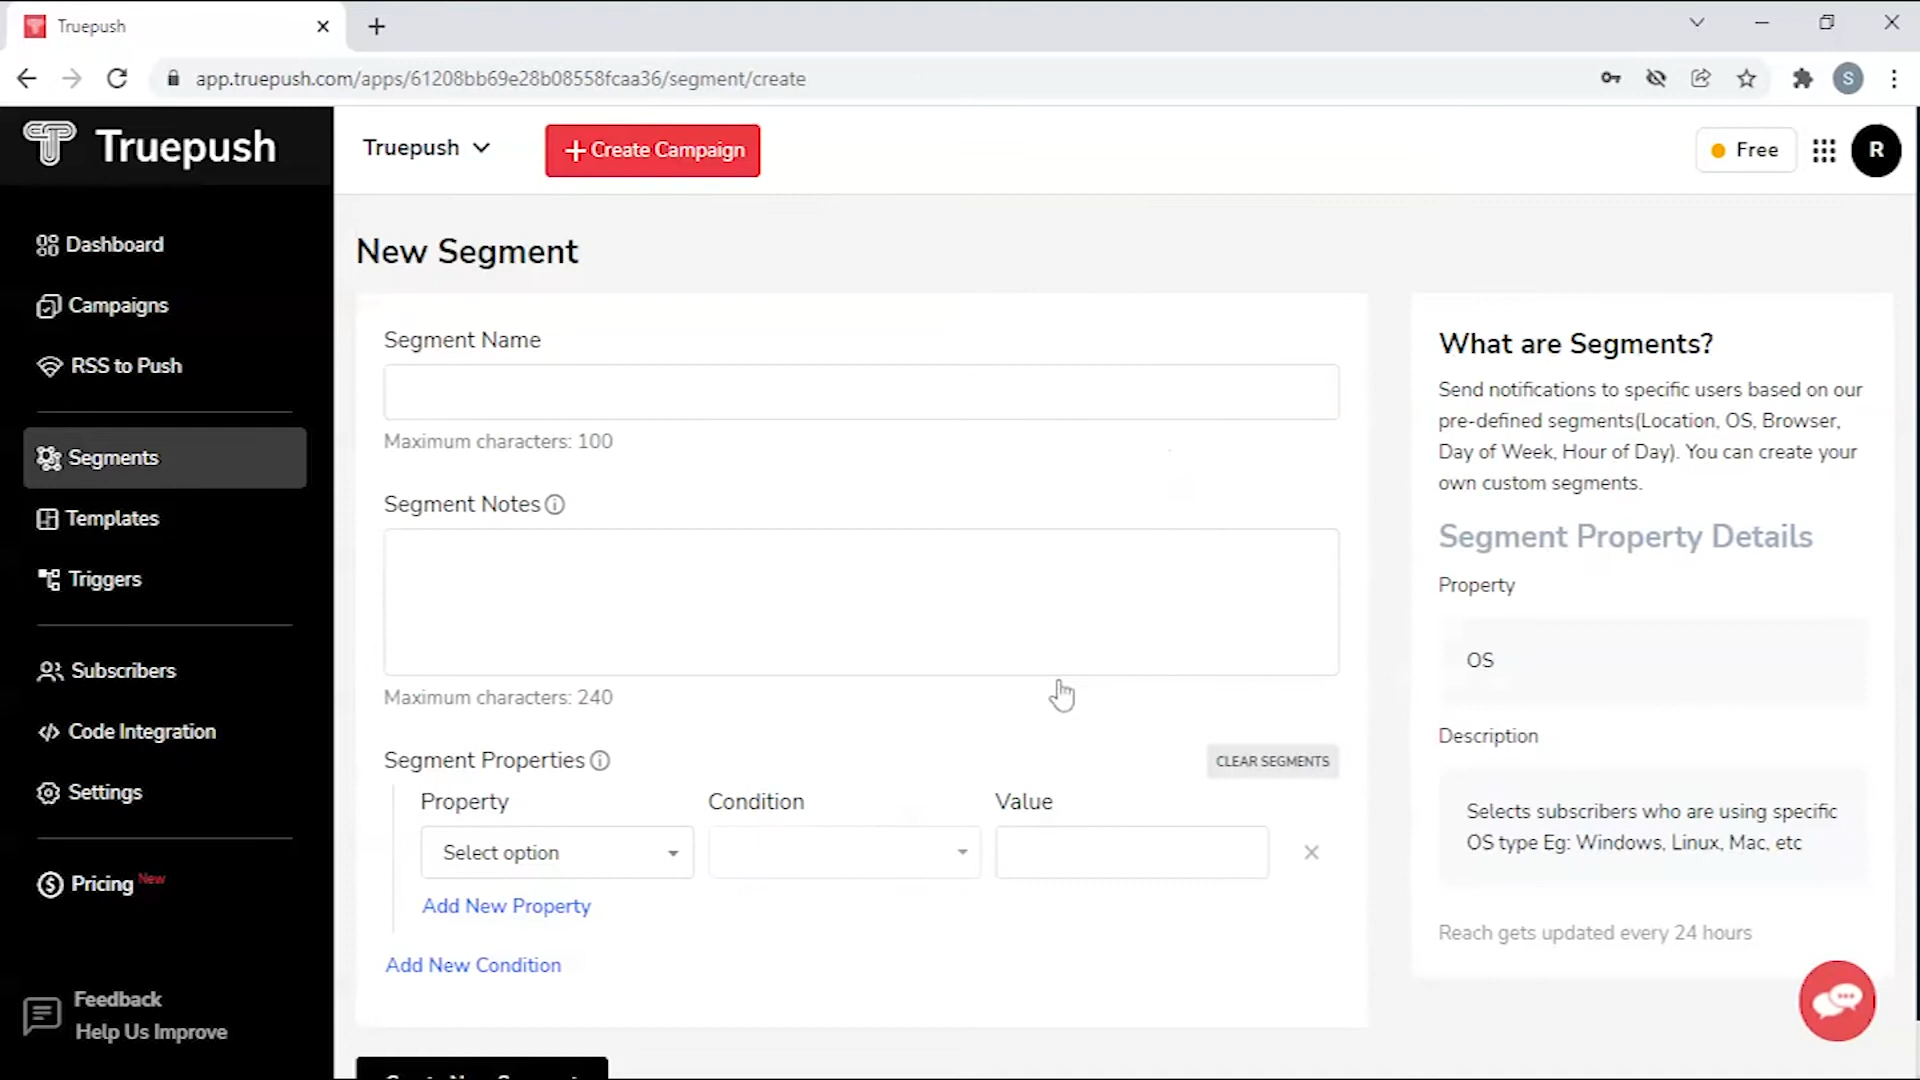 Truepush
app.truepush.com/apps/61208bb69e28b08558fcaa36/segment/create
S
Truepush
Truepush
Create Campaign
Free
R
Dashboard
Campaigns
RSS to Push
Segments
Templates
Triggers
Subscribers
Code Integration
Settings
Pricing New
Feedback
Help Us Improve
New Segment
Segment Name
Maximum characters: 100
Segment Notes
Maximum characters: 240
Segment Properties
CLEAR SEGMENTS
Property Condition Value
Select option
Add New Property
Add New Condition
What are Segments?
Send notifications to specific users based on our
pre-defined segments(Location, OS, Browser,
Day of Week, Hour of Day). You can create your
own custom segments.
Segment Property Details
Property
OS
Description
Selects subscribers who are using specific
OS type Eg: Windows, Linux, Mac, etc
Reach gets updated every 24 hours